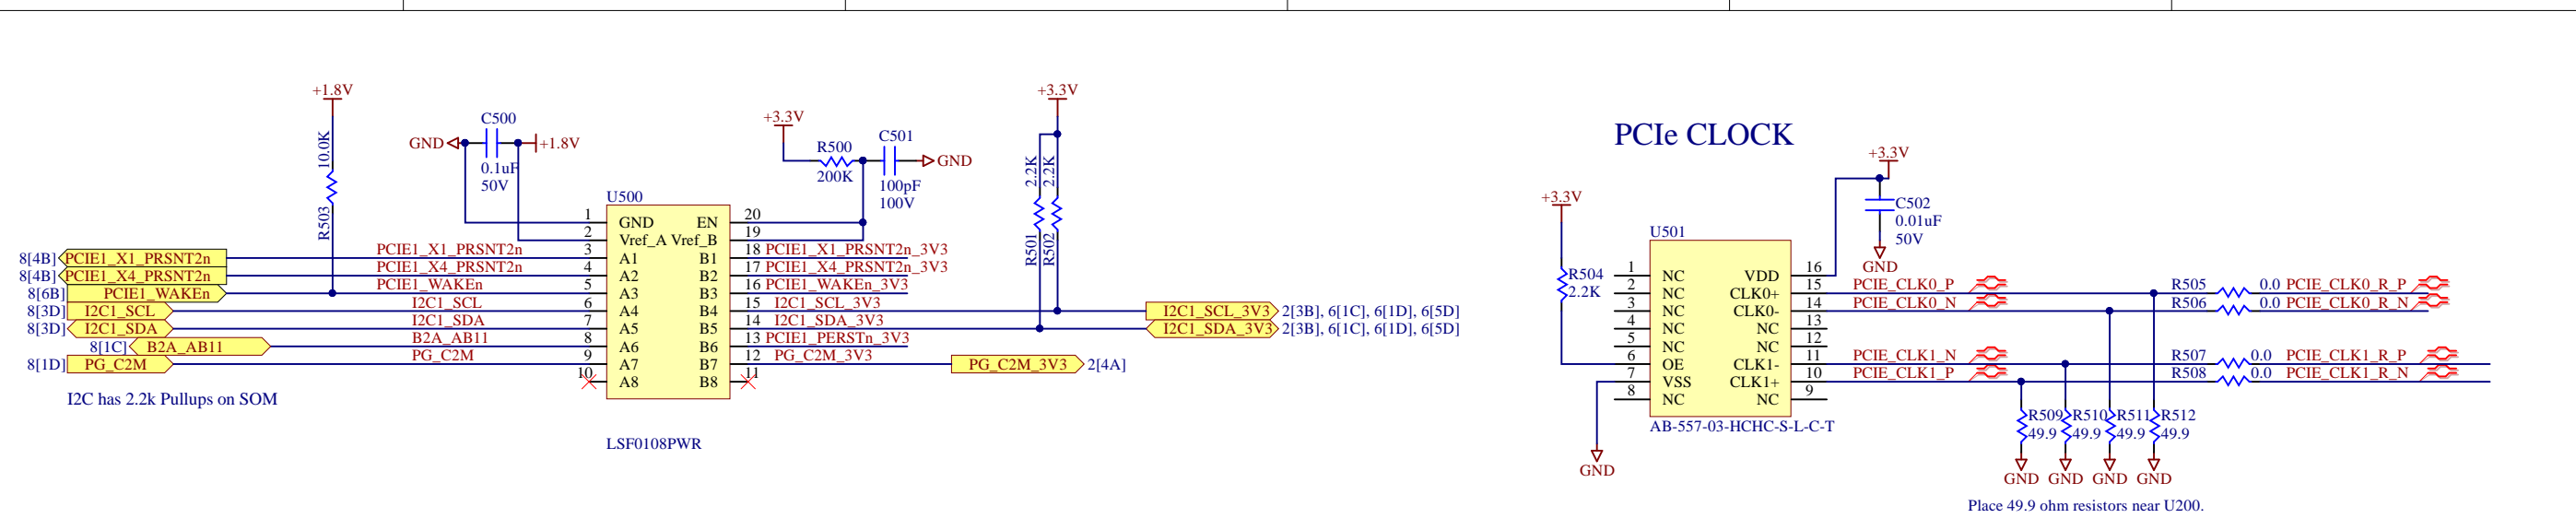 +1.8V
10.0K
R503
C500
GND
+1.8V
0.1uF
50V
+3.3V
R500
200K
C501
GND
100pF
100V
+3.3V
2.2K
2.2K
R501
R502
U500
1 GND EN 20
2 Vref_A Vref_B 19
8[4B] PCIE1_X1_PRSNT2n PCIE1_X1_PRSNT2n 3 A1 B1 18 PCIE1_X1_PRSNT2n_3V3
8[4B] PCIE1_X4_PRSNT2n PCIE1_X4_PRSNT2n 4 A2 B2 17 PCIE1_X4_PRSNT2n_3V3
8[6B] PCIE1_WAKEn PCIE1_WAKEn 5 A3 B3 16 PCIE1_WAKEn_3V3
8[3D] I2C1_SCL I2C1_SCL 6 A4 B4 15 I2C1_SCL_3V3 I2C1_SCL_3V3 2[3B], 6[1C], 6[1D], 6[5D]
8[3D] I2C1_SDA I2C1_SDA 7 A5 B5 14 I2C1_SDA_3V3 I2C1_SDA_3V3 2[3B], 6[1C], 6[1D], 6[5D]
8[1C] B2A_AB11 B2A_AB11 8 A6 B6 13 PCIE1_PERSTn_3V3
8[1D] PG_C2M PG_C2M 9 A7 B7 12 PG_C2M_3V3 PG_C2M_3V3 2[4A]
10 A8 B8 11
I2C has 2.2k Pullups on SOM
LSF0108PWR
PCIe CLOCK
+3.3V
R504
2.2K
+3.3V
C502
0.01uF
50V
GND
U501
1 NC VDD 16
2 NC CLK0+ 15 PCIE_CLK0_P R505 0.0 PCIE_CLK0_R_P
3 NC CLK0- 14 PCIE_CLK0_N R506 0.0 PCIE_CLK0_R_N
4 NC NC 13
5 NC NC 12
6 OE CLK1- 11 PCIE_CLK1_N R507 0.0 PCIE_CLK1_R_P
7 VSS CLK1+ 10 PCIE_CLK1_P R508 0.0 PCIE_CLK1_R_N
8 NC NC 9
AB-557-03-HCHC-S-L-C-T
GND
R509 R510 R511 R512
49.9 49.9 49.9 49.9
GND GND GND GND
Place 49.9 ohm resistors near U200.